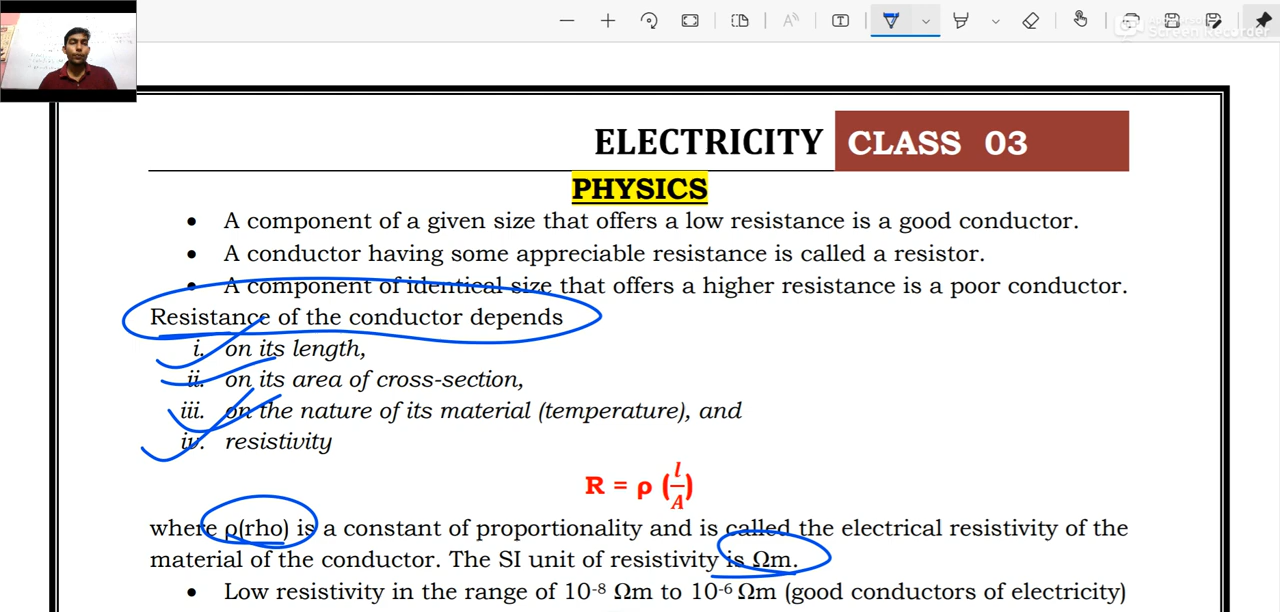 Screen Recorder
ELECTRICITY CLASS 03
PHYSICS
• A component of a given size that offers a low resistance is a good conductor.
• A conductor having some appreciable resistance is called a resistor.
• A component of identical size that offers a higher resistance is a poor conductor.
Resistance of the conductor depends
i. on its length,
ii. on its area of cross-section,
iii. on the nature of its material (temperature), and
iv. resistivity
R = ρ (l/A)
where ρ(rho) is a constant of proportionality and is called the electrical resistivity of the
material of the conductor. The SI unit of resistivity is Ωm.
• Low resistivity in the range of 10⁻⁸ Ωm to 10⁻⁶ Ωm (good conductors of electricity)